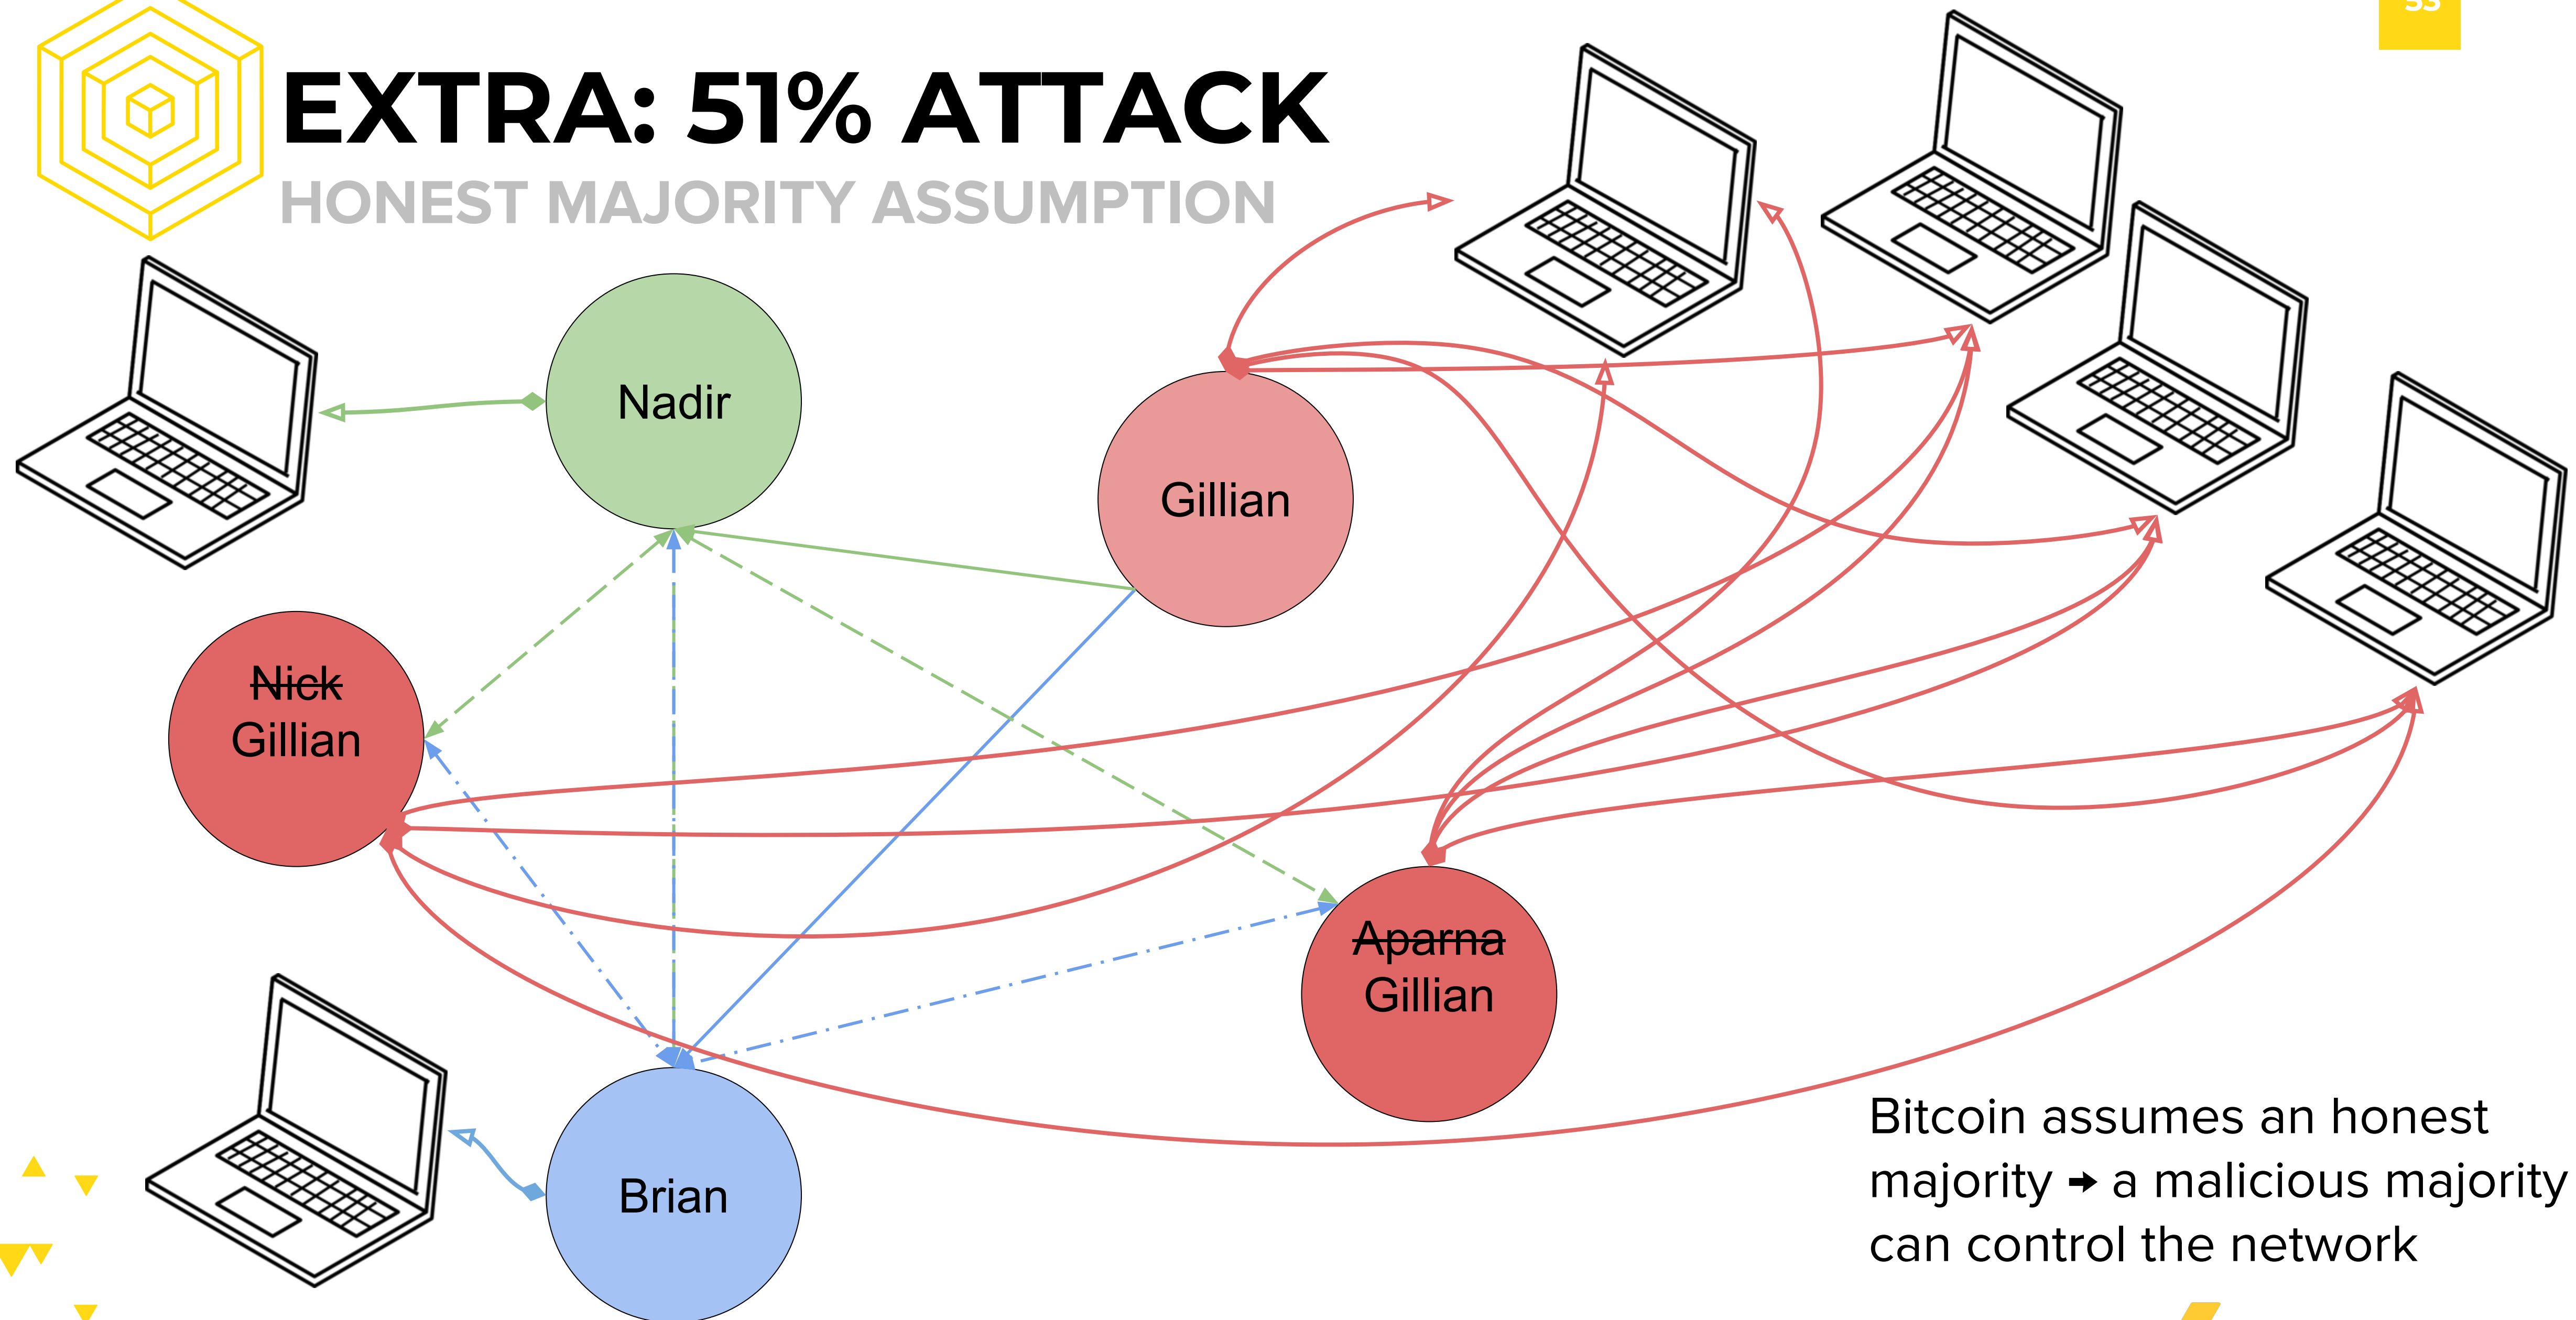 53
EXTRA: 51% ATTACK
HONEST MAJORITY ASSUMPTION
Nadir
Gillian
Nick
Gillian
Aparna
Gillian
Brian
Bitcoin assumes an honest
majority → a malicious majority
can control the network